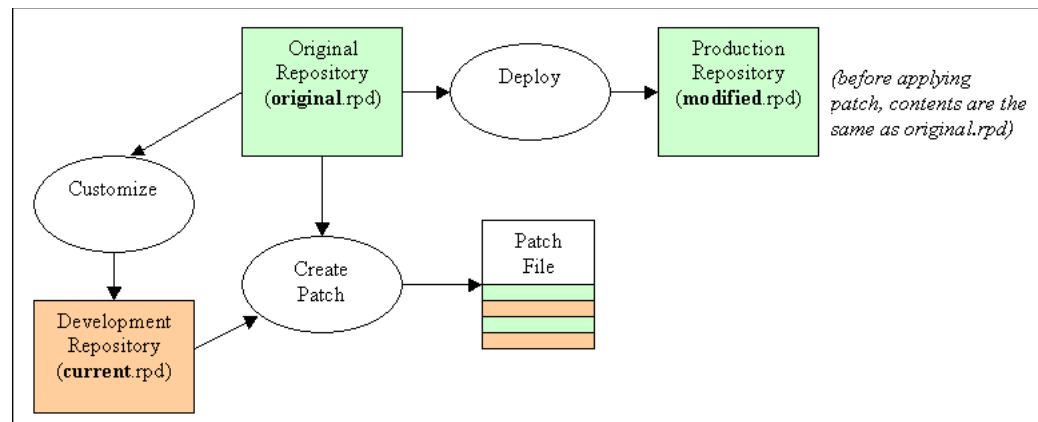 Original
Repository
(original.rpd)
Deploy
Production
Repository
(modified.rpd)
(before applying
patch, contents are the
same as original.rpd)
Customize
Create
Patch
Patch
File
Development
Repository
(current.rpd)